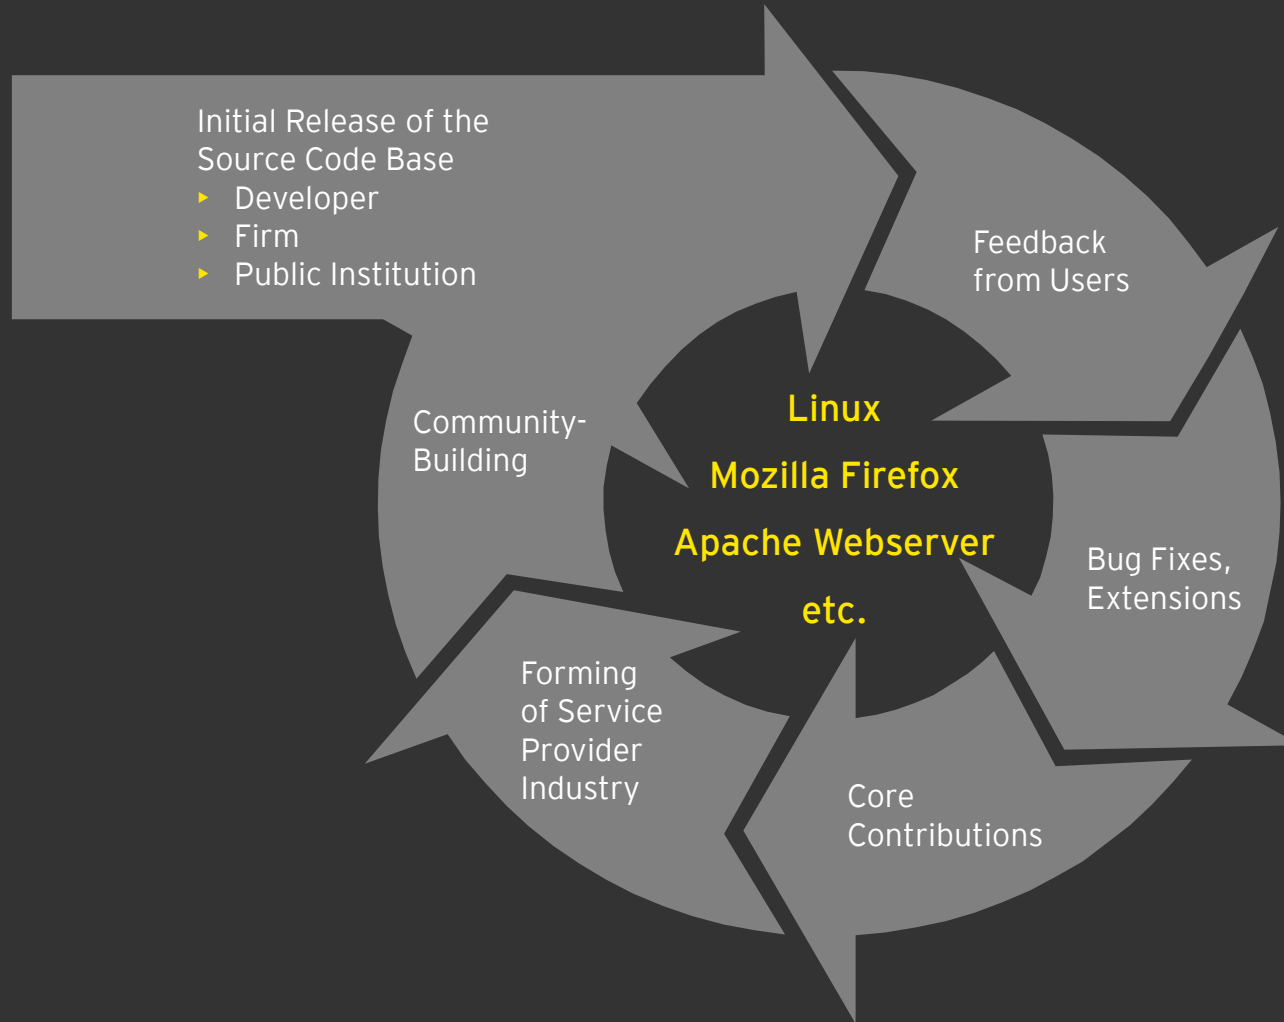 Initial Release of the
Source Code Base
▸ Developer
▸ Firm
▸ Public Institution
Feedback
from Users
Community-
Building
Linux
Mozilla Firefox
Apache Webserver
etc.
Bug Fixes,
Extensions
Forming
of Service
Provider
Industry
Core
Contributions